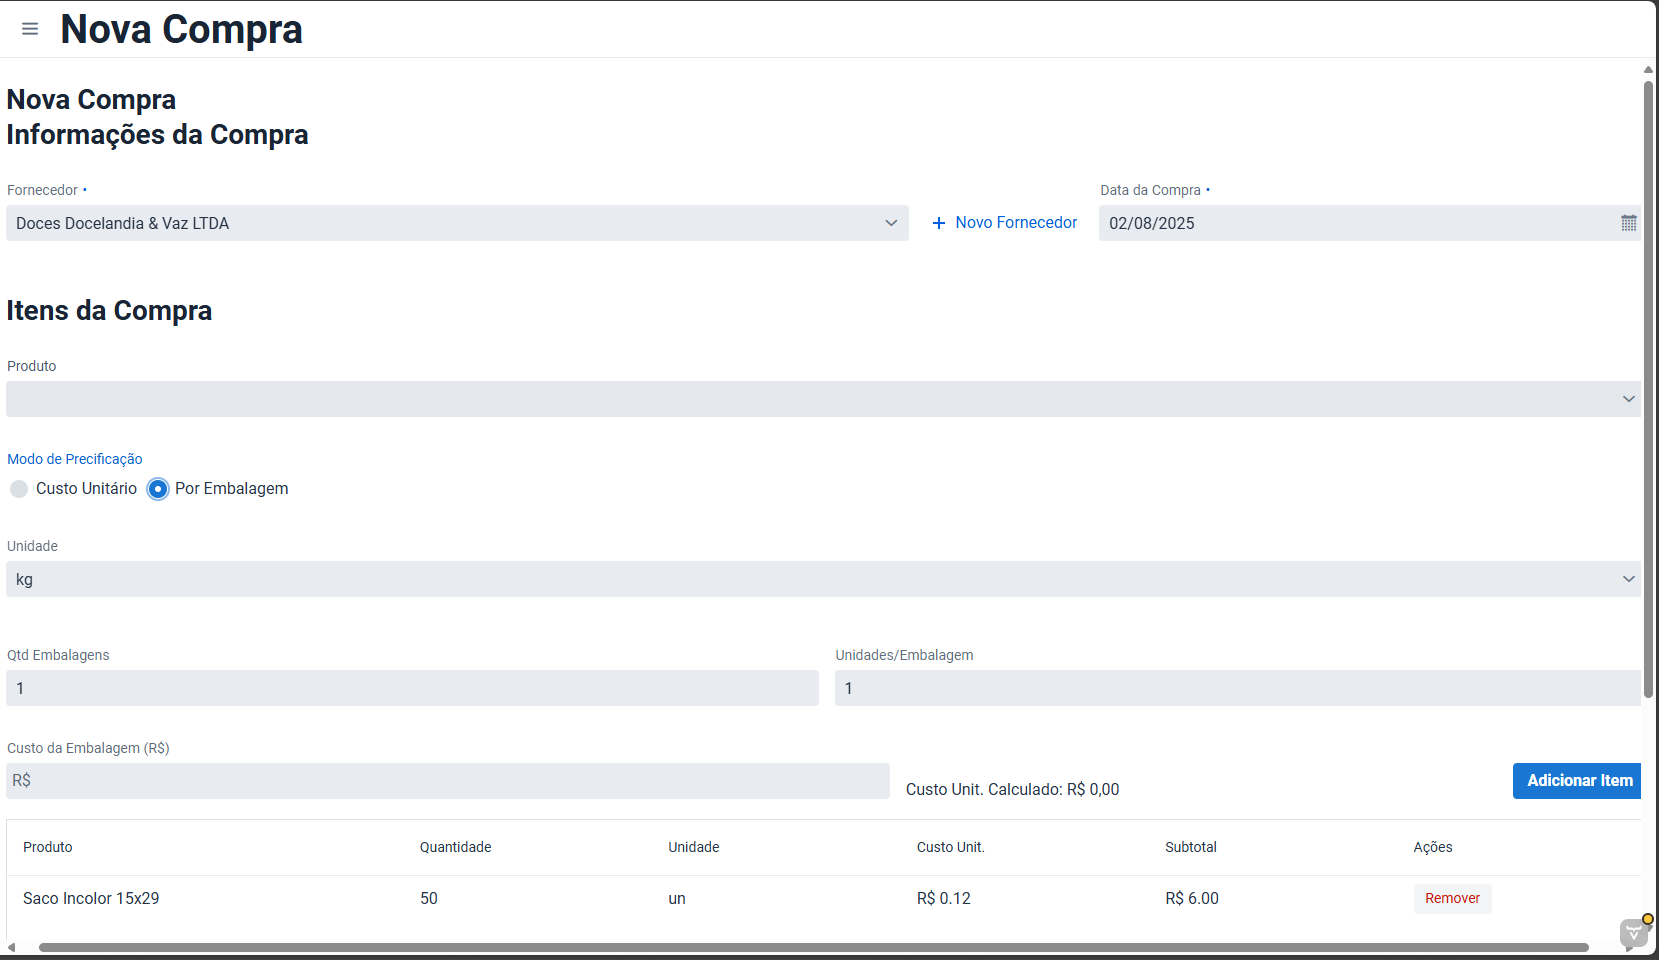 Nova Compra
Nova Compra
Informações da Compra
Fornecedor •
Data da Compra •
Doces Docelandia & Vaz LTDA
+ Novo Fornecedor
02/08/2025
Itens da Compra
Produto
Modo de Precificação
Custo Unitário Por Embalagem
Unidade
kg
Qtd Embalagens
Unidades/Embalagem
1
1
Custo da Embalagem (R$)
R$
Custo Unit. Calculado: R$ 0,00
Adicionar Item
Produto Quantidade Unidade Custo Unit. Subtotal Ações
Saco Incolor 15x29 50 un R$ 0.12 R$ 6.00 Remover